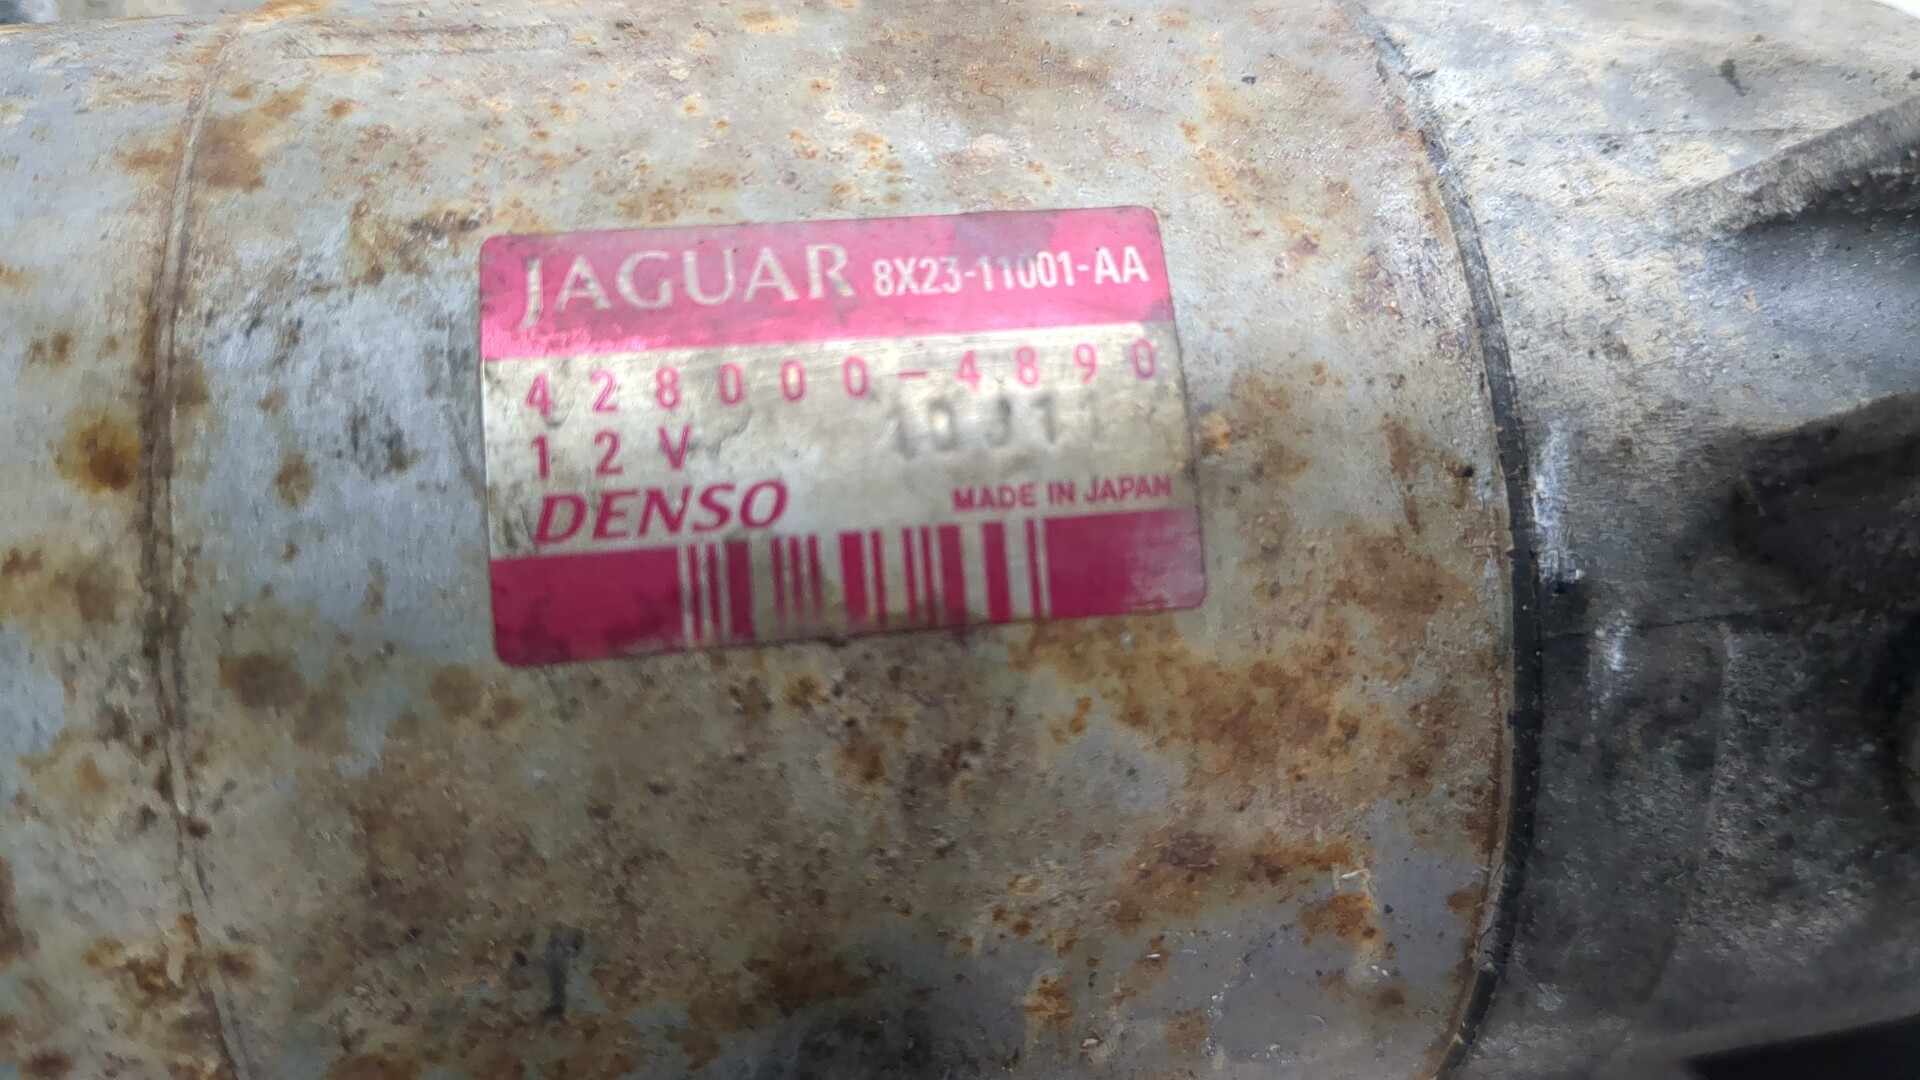 JAGUAR 8X23-11001-AA
428000-4890
12V
DENSO MADE IN JAPAN